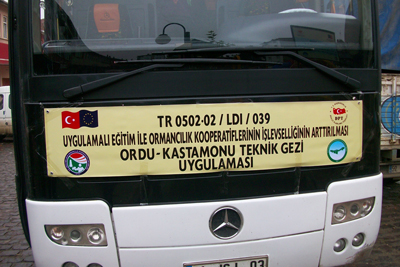 TR 0502-02 / LDI / 039
UYGULAMALI EĞİTİM İLE ORMANCILIK KOOPERATİFLERİNİN İŞLEVSELLİĞİNİN ARTTIRILMASI
ORDU-KASTAMONU TEKNİK GEZİ
UYGULAMASI
DPT